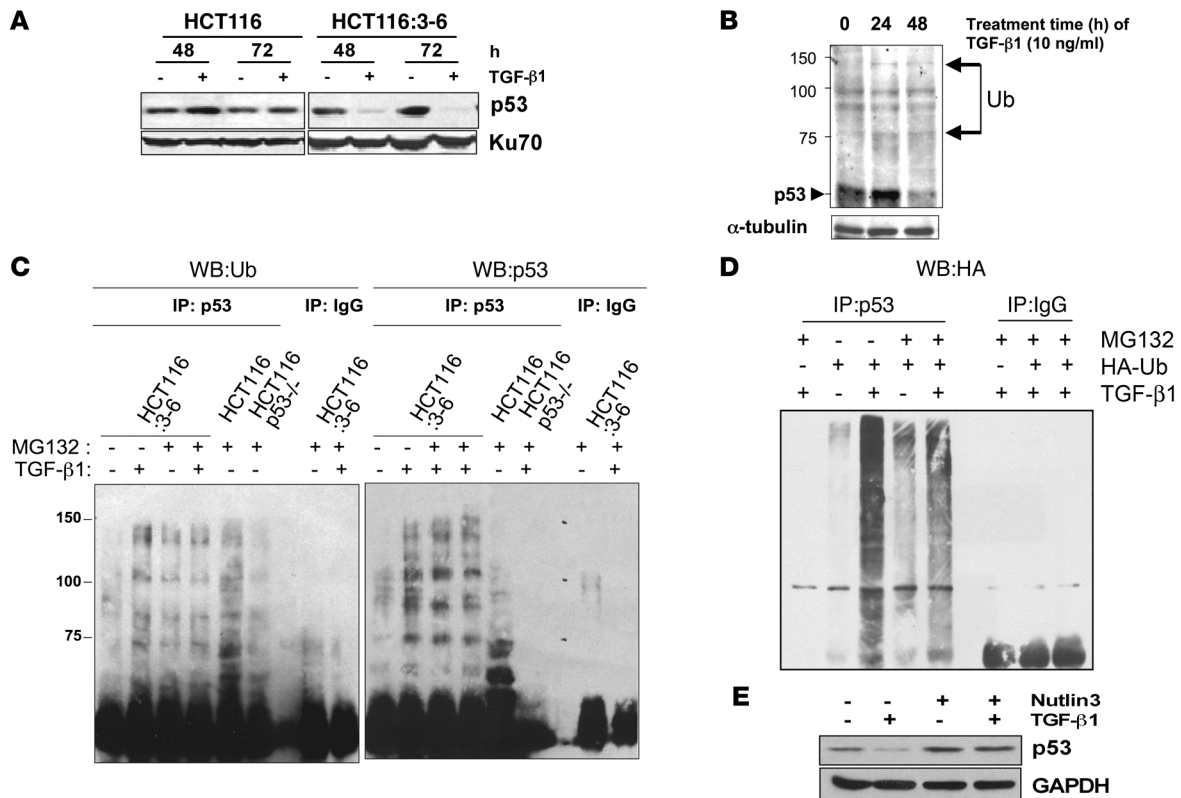 A
HCT116 HCT116:3-6
48 72 48 72 h
- + - + - + - + TGF-β1
p53
Ku70
B
0 24 48 Treatment time (h) of
TGF-β1 (10 ng/ml)
150
100
75
Ub
p53
α-tubulin
C
WB:Ub WB:p53
IP: p53 IP: IgG IP: p53 IP: IgG
HCT116
:3-6
HCT116
HCT116
p53-/-
HCT116
:3-6
HCT116
:3-6
HCT116
HCT116
p53-/-
HCT116
:3-6
MG132 : - - + + + + + + - - + + + + + +
TGF-β1: - + - + - - - + - + + + - + - +
150
100
75
D
WB:HA
IP:p53 IP:IgG
+ - - + + + + + MG132
- + + + + - + + HA-Ub
+ - + - + + + + TGF-β1
E
- - + + Nutlin3
- + - + TGF-β1
p53
GAPDH